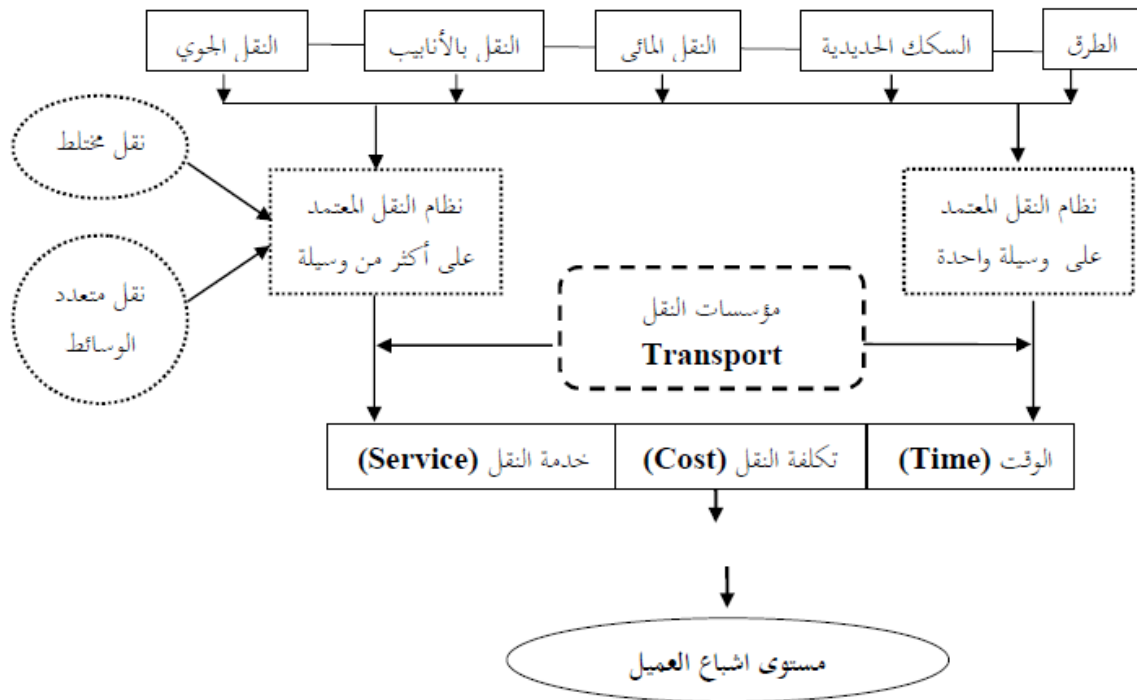 الطرق
السكك الحديدية
النقل المائى
النقل بالأنابيب
النقل الجوي
نقل مختلط
نظام النقل المعتمد
على وسيلة واحدة
نظام النقل المعتمد
على أكثر من وسيلة
نقل متعدد
الوسائط
مؤسسات النقل
Transport
الوقت (Time)
تكلفة النقل (Cost)
خدمة النقل (Service)
مستوى اشباع العميل